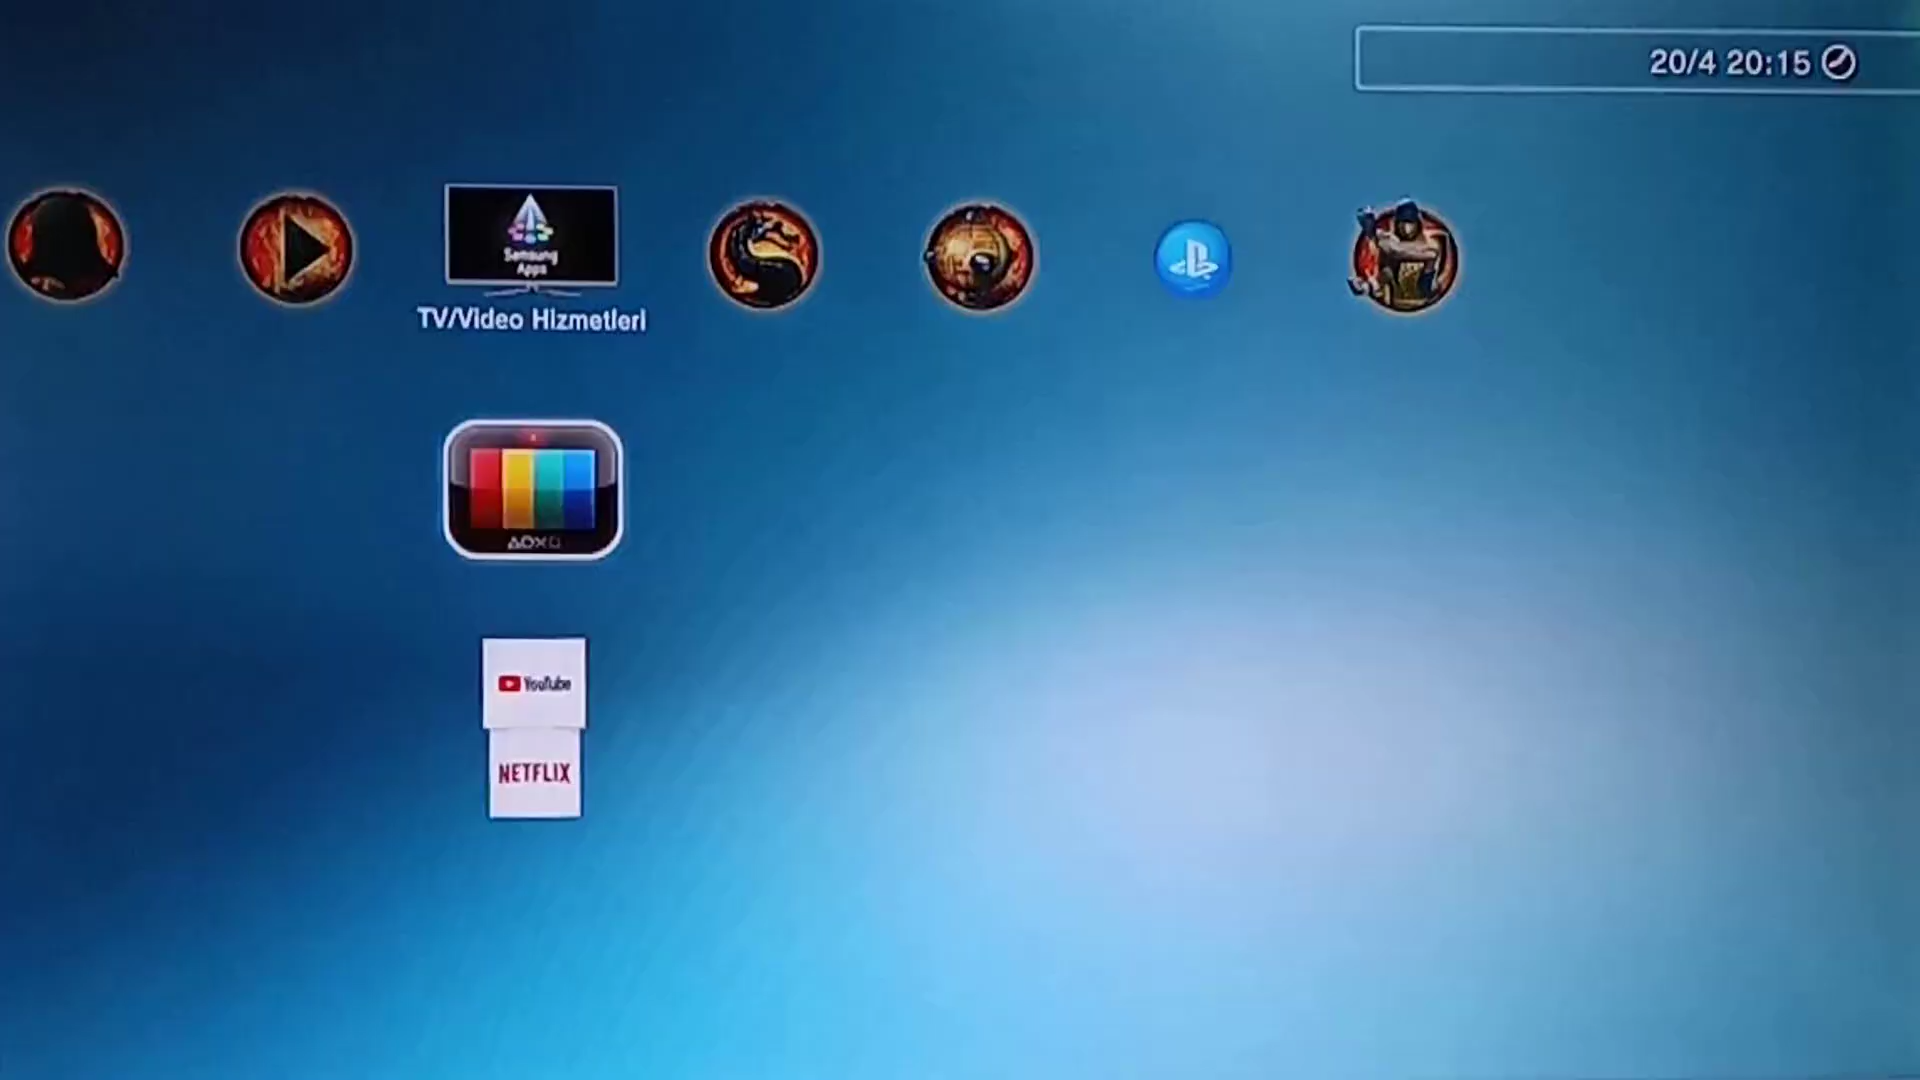 20/4 20:15
Samsung
Apps
TV/Video Hizmetleri
YouTube
NETFLIX